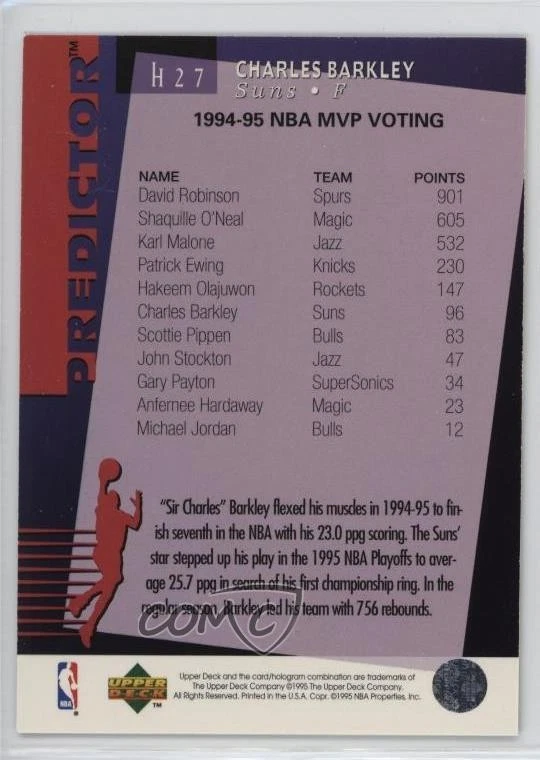 PREDICTOR™
H27 CHARLES BARKLEY
Suns • F
1994-95 NBA MVP VOTING
NAME TEAM POINTS
David Robinson Spurs 901
Shaquille O'Neal Magic 605
Karl Malone Jazz 532
Patrick Ewing Knicks 230
Hakeem Olajuwon Rockets 147
Charles Barkley Suns 96
Scottie Pippen Bulls 83
John Stockton Jazz 47
Gary Payton SuperSonics 34
Anfernee Hardaway Magic 23
Michael Jordan Bulls 12
"Sir Charles" Barkley flexed his muscles in 1994-95 to fin-
ish seventh in the NBA with his 23.0 ppg scoring. The Suns'
star stepped up his play in the 1995 NBA Playoffs to aver-
age 25.7 ppg in search of his first championship ring. In the
regular season, Barkley led his team with 756 rebounds.
COMC
NBA
UPPER
DECK
Upper Deck and the card/hologram combination are trademarks of
The Upper Deck Company ©1995 The Upper Deck Company.
All Rights Reserved. Printed in the U.S.A. Copr. ©1995 NBA Properties, Inc.